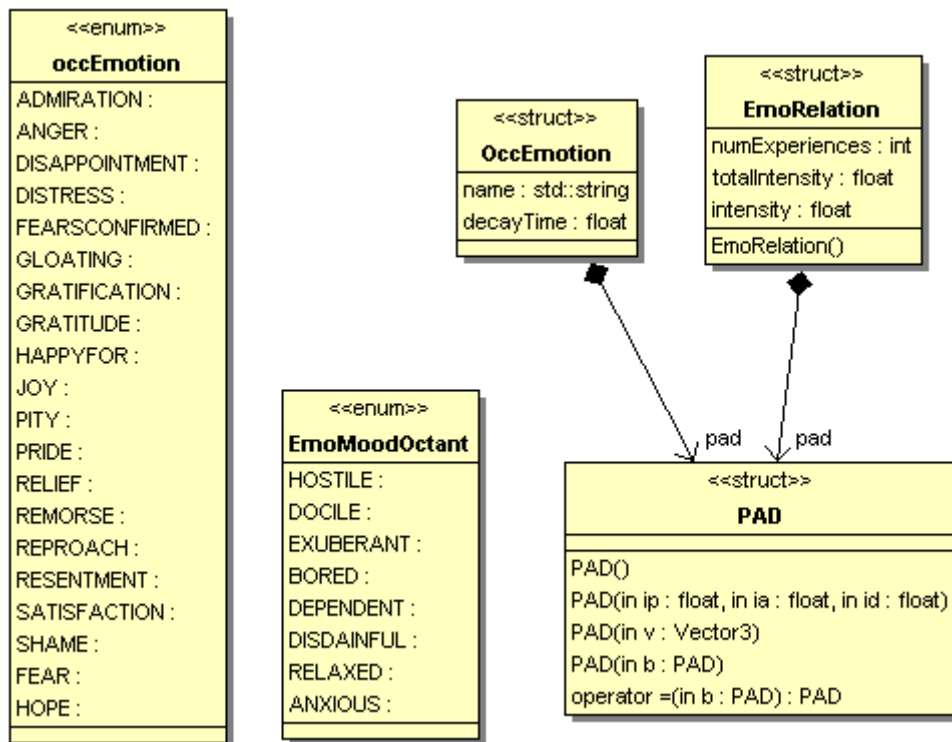 <<enum>>
occEmotion
ADMIRATION :
ANGER :
DISAPPOINTMENT :
DISTRESS :
FEARSCONFIRMED :
GLOATING :
GRATIFICATION :
GRATITUDE :
HAPPYFOR :
JOY :
PITY :
PRIDE :
RELIEF :
REMORSE :
REPROACH :
RESENTMENT :
SATISFACTION :
SHAME :
FEAR :
HOPE :
<<enum>>
EmoMoodOctant
HOSTILE :
DOCILE :
EXUBERANT :
BORED :
DEPENDENT :
DISDAINFUL :
RELAXED :
ANXIOUS :
<<struct>>
OccEmotion
name : std::string
decayTime : float
<<struct>>
EmoRelation
numExperiences : int
totalIntensity : float
intensity : float
EmoRelation()
pad
pad
<<struct>>
PAD
PAD()
PAD(in ip : float, in ia : float, in id : float)
PAD(in v : Vector3)
PAD(in b : PAD)
operator =(in b : PAD) : PAD